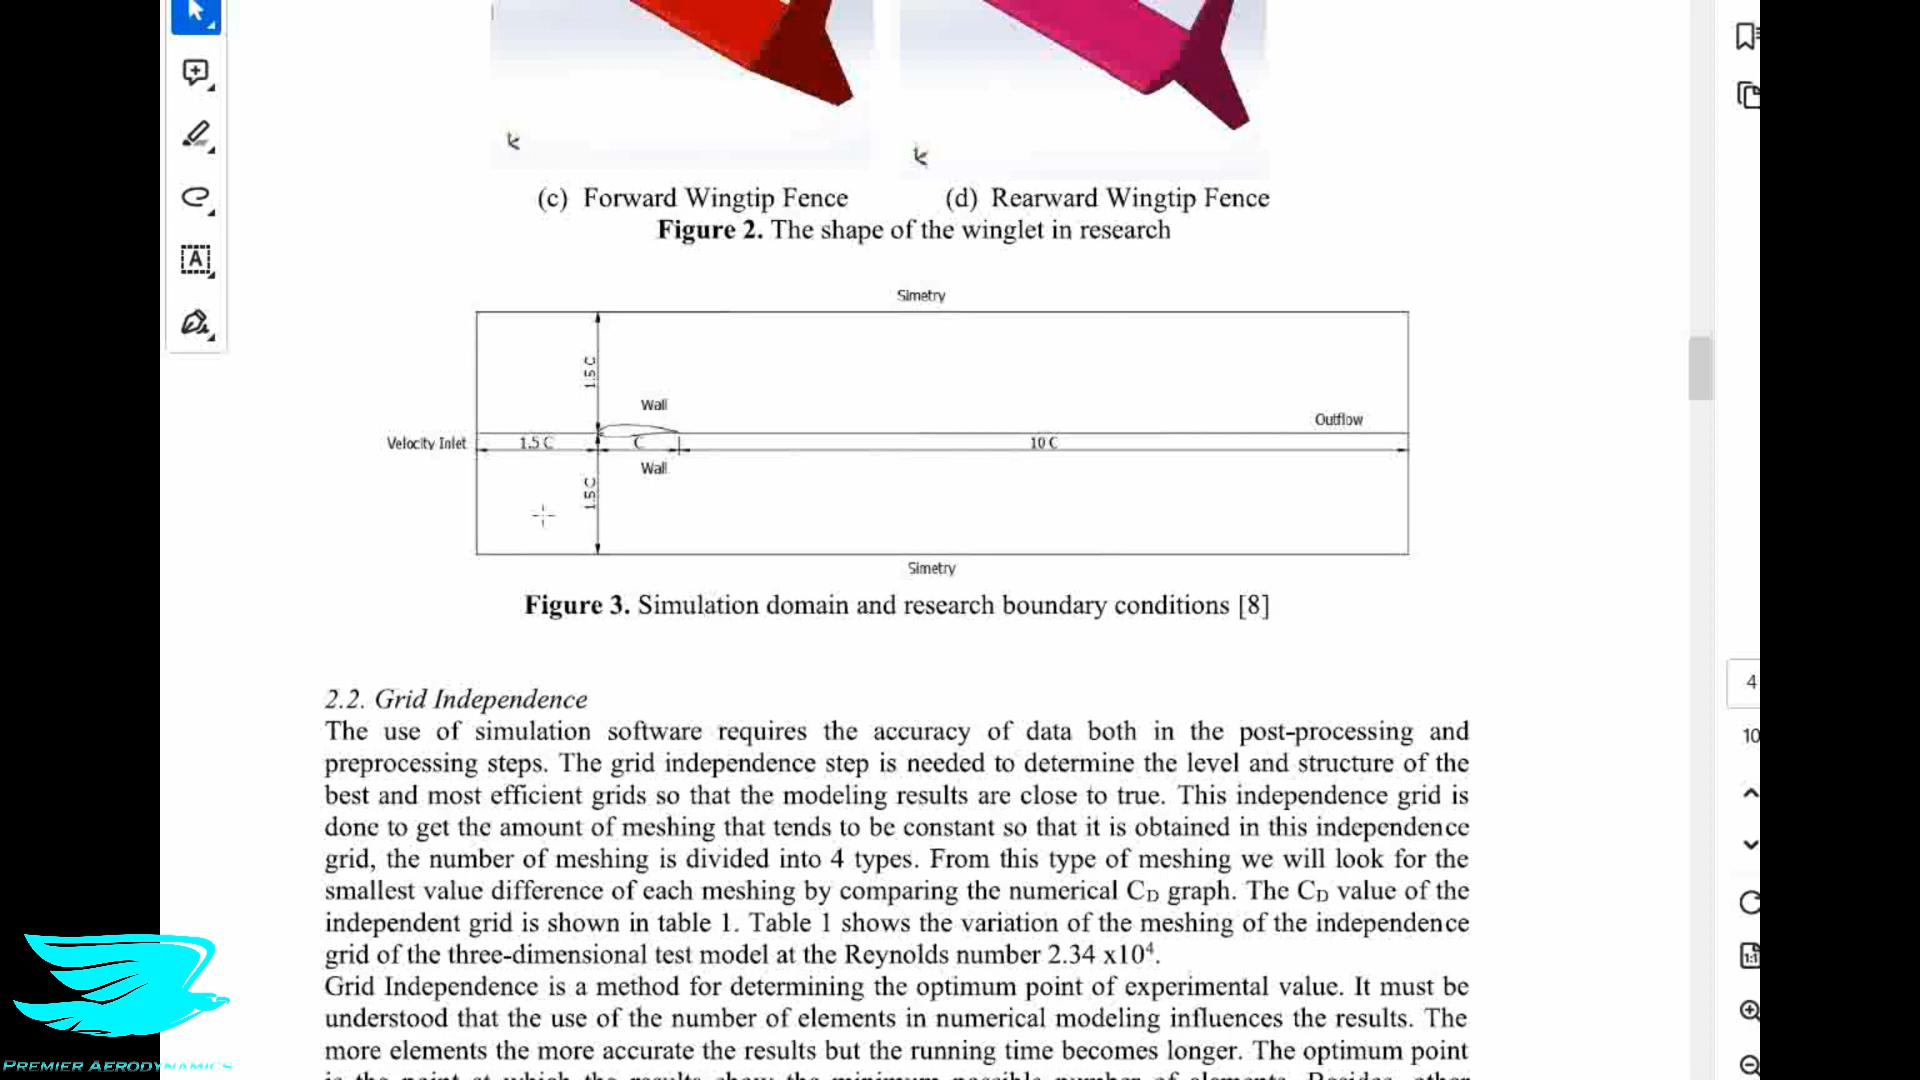 (c) Forward Wingtip Fence
(d) Rearward Wingtip Fence
Figure 2. The shape of the winglet in research
Simetry
1.5 C
Wall
Outflow
Velocity Inlet
1.5 C
C
10 C
Wall
1.5 C
Simetry
Figure 3. Simulation domain and research boundary conditions [8]
2.2. Grid Independence
The use of simulation software requires the accuracy of data both in the post-processing and
preprocessing steps. The grid independence step is needed to determine the level and structure of the
best and most efficient grids so that the modeling results are close to true. This independence grid is
done to get the amount of meshing that tends to be constant so that it is obtained in this independence
grid, the number of meshing is divided into 4 types. From this type of meshing we will look for the
smallest value difference of each meshing by comparing the numerical CD graph. The CD value of the
independent grid is shown in table 1. Table 1 shows the variation of the meshing of the independence
grid of the three-dimensional test model at the Reynolds number 2.34 x10⁴.
Grid Independence is a method for determining the optimum point of experimental value. It must be
understood that the use of the number of elements in numerical modeling influences the results. The
more elements the more accurate the results but the running time becomes longer. The optimum point
4
10
1:1
A
PREMIER AERODYNAMICS